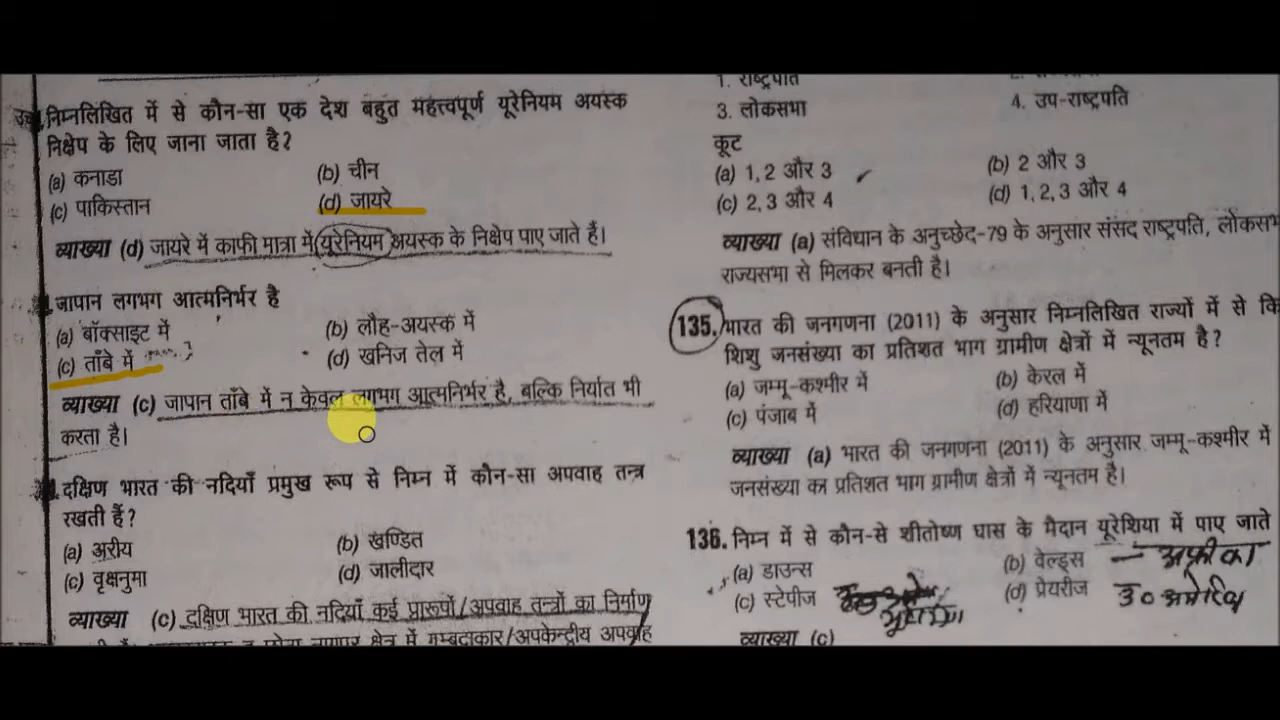 निम्नलिखित में से कौन-सा एक देश बहुत महत्त्वपूर्ण यूरेनियम अयस्क
निक्षेप के लिए जाना जाता है?
(a) कनाडा (b) चीन
(c) पाकिस्तान (d) जायरे
व्याख्या (d) जायरे में काफी मात्रा में यूरेनियम अयस्क के निक्षेप पाए जाते हैं।
जापान लगभग आत्मनिर्भर है
(a) बॉक्साइट में (b) लौह-अयस्क में
(c) ताँबे में (d) खनिज तेल में
व्याख्या (c) जापान ताँबे में न केवल लगभग आत्मनिर्भर है, बल्कि निर्यात भी
करता है।
दक्षिण भारत की नदियाँ प्रमुख रूप से निम्न में कौन-सा अपवाह तन्त्र
रखती हैं?
(a) अरीय (b) खण्डित
(c) वृक्षनुमा (d) जालीदार
व्याख्या (c) दक्षिण भारत की नदियाँ कई प्रारूपों/अपवाह तन्त्रों का निर्माण
क्षेत्र में गुम्बदाकार/अपकेन्द्रीय अपवाह
1. राष्ट्रपति
3. लोकसभा 4. उप-राष्ट्रपति
कूट
(a) 1, 2 और 3 (b) 2 और 3
(c) 2, 3 और 4 (d) 1, 2, 3 और 4
व्याख्या (a) संविधान के अनुच्छेद-79 के अनुसार संसद राष्ट्रपति, लोकसभ
राज्यसभा से मिलकर बनती है।
135. भारत की जनगणना (2011) के अनुसार निम्नलिखित राज्यों में से कि
शिशु जनसंख्या का प्रतिशत भाग ग्रामीण क्षेत्रों में न्यूनतम है?
(a) जम्मू-कश्मीर में (b) केरल में
(c) पंजाब में (d) हरियाणा में
व्याख्या (a) भारत की जनगणना (2011) के अनुसार जम्मू-कश्मीर में
जनसंख्या का प्रतिशत भाग ग्रामीण क्षेत्रों में न्यूनतम है।
136. निम्न में से कौन-से शीतोष्ण घास के मैदान यूरेशिया में पाए जाते
(a) डाउन्स (b) वेल्ड्स — अफ्रीका
(c) स्टेपीज (d) प्रेयरीज
व्याख्या (c)